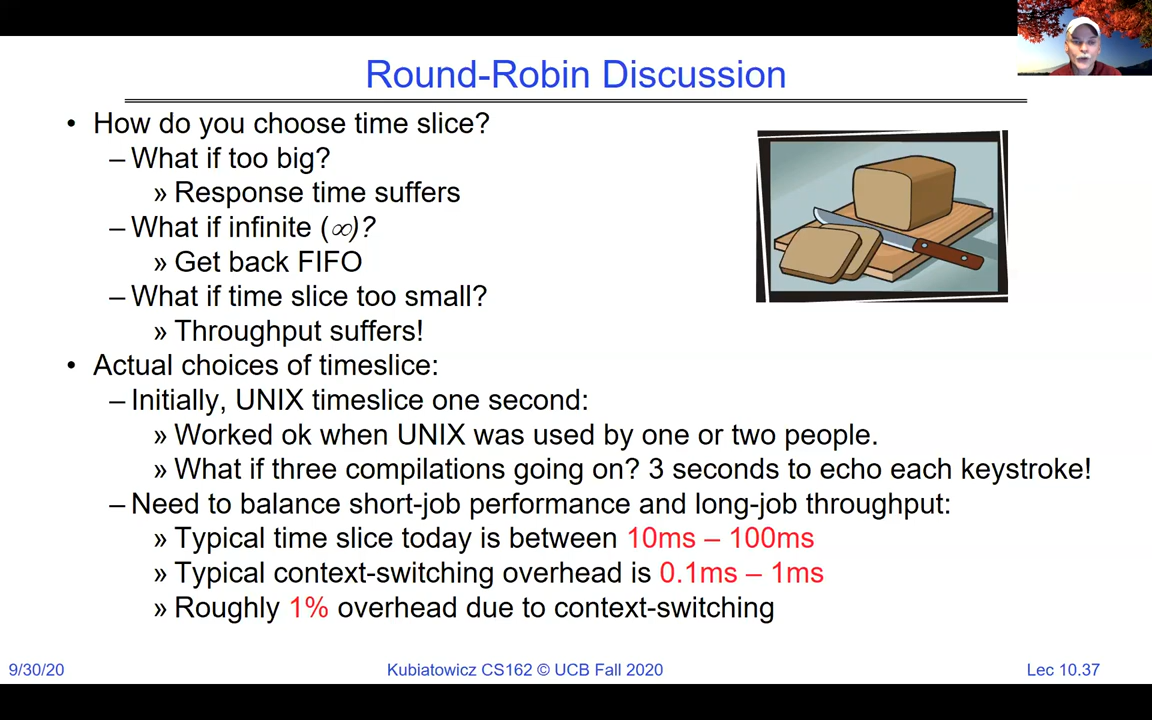 Round-Robin Discussion
• How do you choose time slice?
– What if too big?
» Response time suffers
– What if infinite (∞)?
» Get back FIFO
– What if time slice too small?
» Throughput suffers!
• Actual choices of timeslice:
– Initially, UNIX timeslice one second:
» Worked ok when UNIX was used by one or two people.
» What if three compilations going on? 3 seconds to echo each keystroke!
– Need to balance short-job performance and long-job throughput:
» Typical time slice today is between 10ms – 100ms
» Typical context-switching overhead is 0.1ms – 1ms
» Roughly 1% overhead due to context-switching
9/30/20
Kubiatowicz CS162 © UCB Fall 2020
Lec 10.37